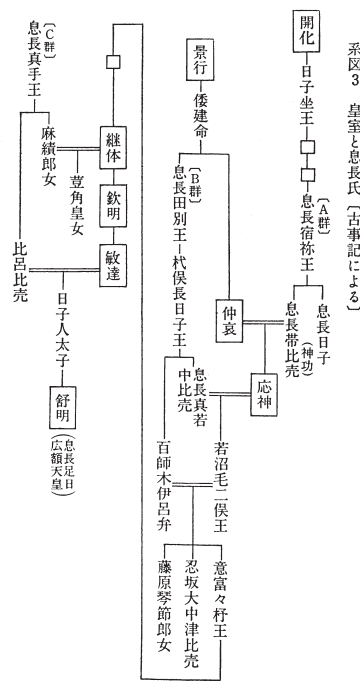 系図3　皇室と息長氏〔古事記による〕
開化
日子坐王
〔A群〕
息長宿祢王
息長日子
息長帯比売
（神功）
景行
倭建命
仲哀
応神
〔B群〕
息長田別王
杙俣長日子王
息長真若
中比売
若沼毛二俣王
百師木伊呂弁
意富々杼王
忍坂大中津比売
藤原琴節郎女
継体
欽明
敏達
〔C群〕
息長真手王
麻績郎女
荳角皇女
比呂比売
日子人太子
舒明
（息長足日
広額天皇）